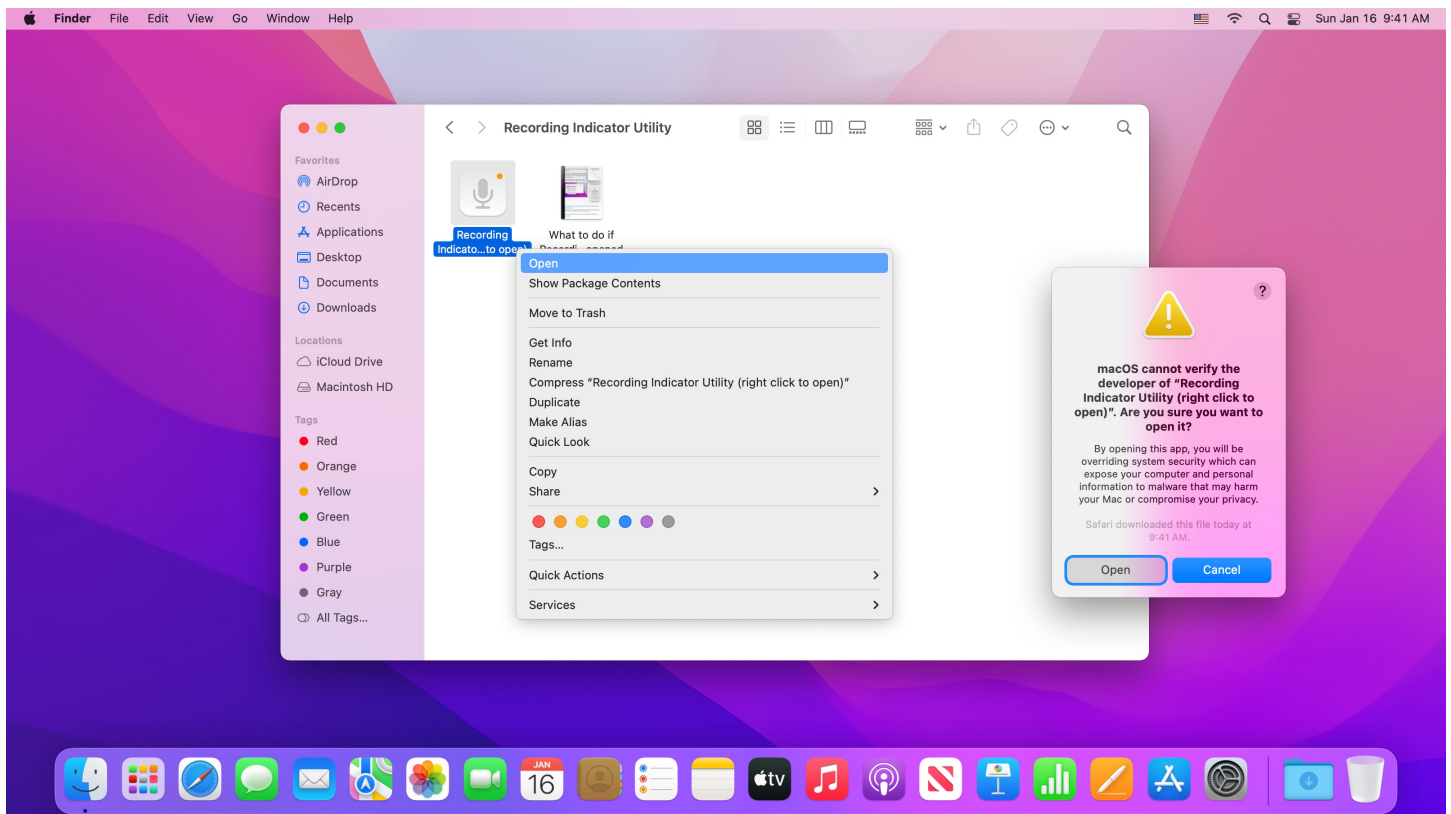 Finder File Edit View Go Window Help
Sun Jan 16 9:41 AM
Recording Indicator Utility
Favorites
AirDrop
Recents
Applications
Desktop
Documents
Downloads
Locations
iCloud Drive
Macintosh HD
Tags
Red
Orange
Yellow
Green
Blue
Purple
Gray
All Tags...
Recording
Indicato...to open)
What to do if
Open
Show Package Contents
Move to Trash
Get Info
Rename
Compress “Recording Indicator Utility (right click to open)”
Duplicate
Make Alias
Quick Look
Copy
Share
Tags...
Quick Actions
Services
?
macOS cannot verify the
developer of “Recording
Indicator Utility (right click to
open)”. Are you sure you want to
open it?
By opening this app, you will be
overriding system security which can
expose your computer and personal
information to malware that may harm
your Mac or compromise your privacy.
Safari downloaded this file today at
9:41 AM.
Open
Cancel
JAN
16
tv